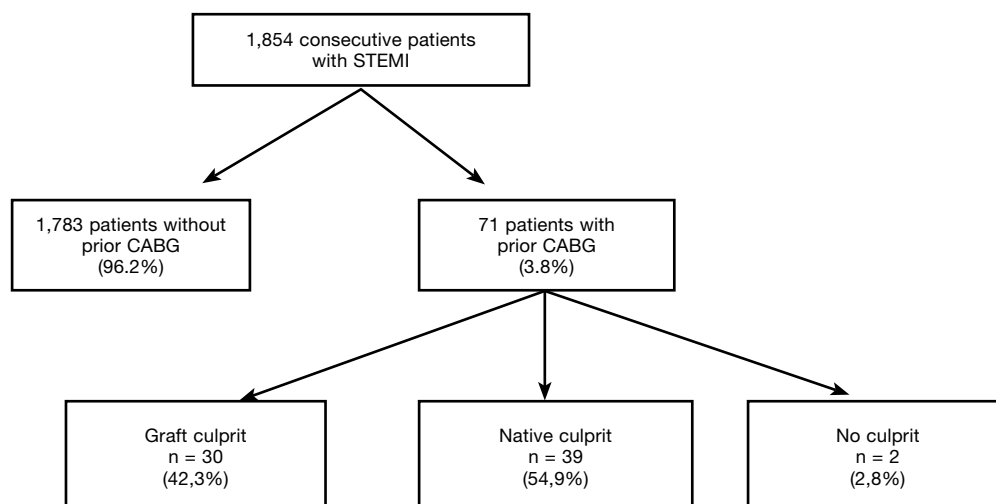 1,854 consecutive patients
with STEMI
1,783 patients without
prior CABG
(96.2%)
71 patients with
prior CABG
(3.8%)
Graft culprit
n = 30
(42,3%)
Native culprit
n = 39
(54,9%)
No culprit
n = 2
(2,8%)